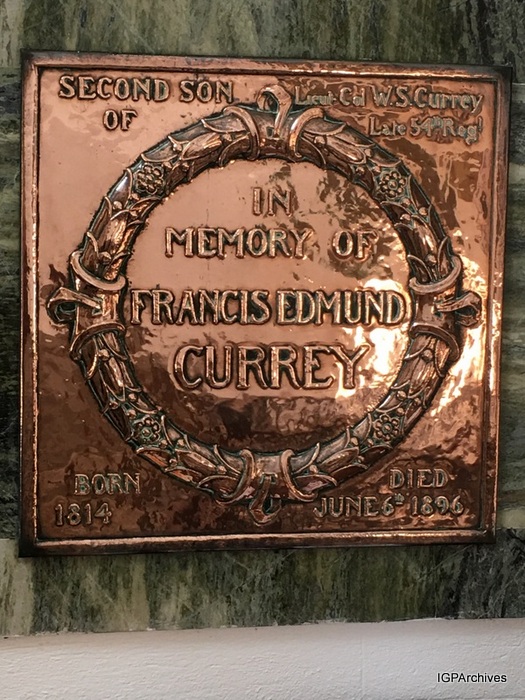 SECOND SON
OF
Lieut Col W.S. Currey
Late 54th Regt
IN
MEMORY OF
FRANCIS EDMUND
CURREY
BORN
1814
DIED
JUNE 6th 1896
IGPArchives